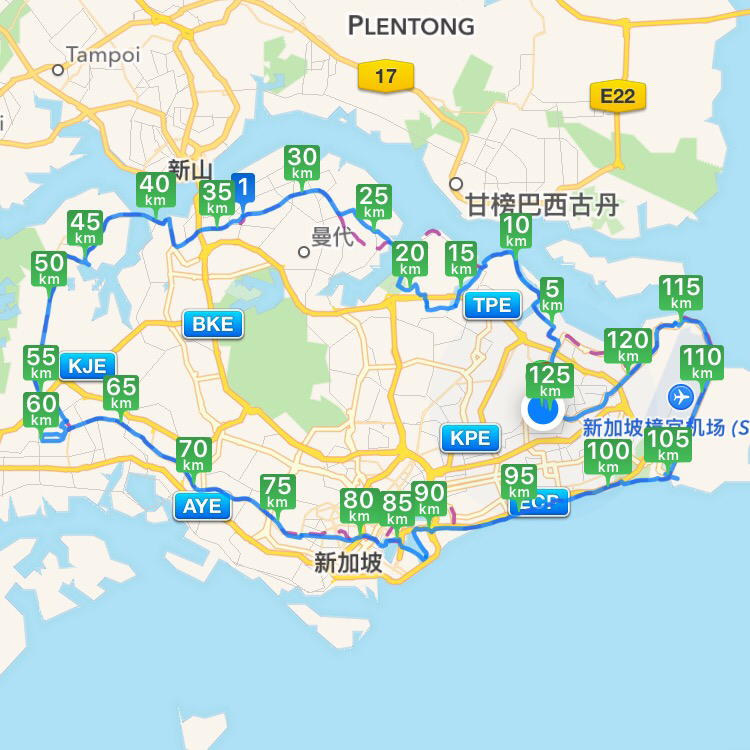 PLENTONG
Tampoi
17
E22
i
新山
30
km
40
km
35
km
1
25
km
甘榜巴西古丹
45
km
10
km
曼代
50
km
20
km
15
km
5
km
115
km
TPE
BKE
120
km
55
km
KJE
110
km
125
km
65
km
60
km
新加坡樟宜机场 (S
KPE
105
km
70
km
100
km
95
km
75
km
80
km
85
km
90
km
AYE
ECP
新加坡